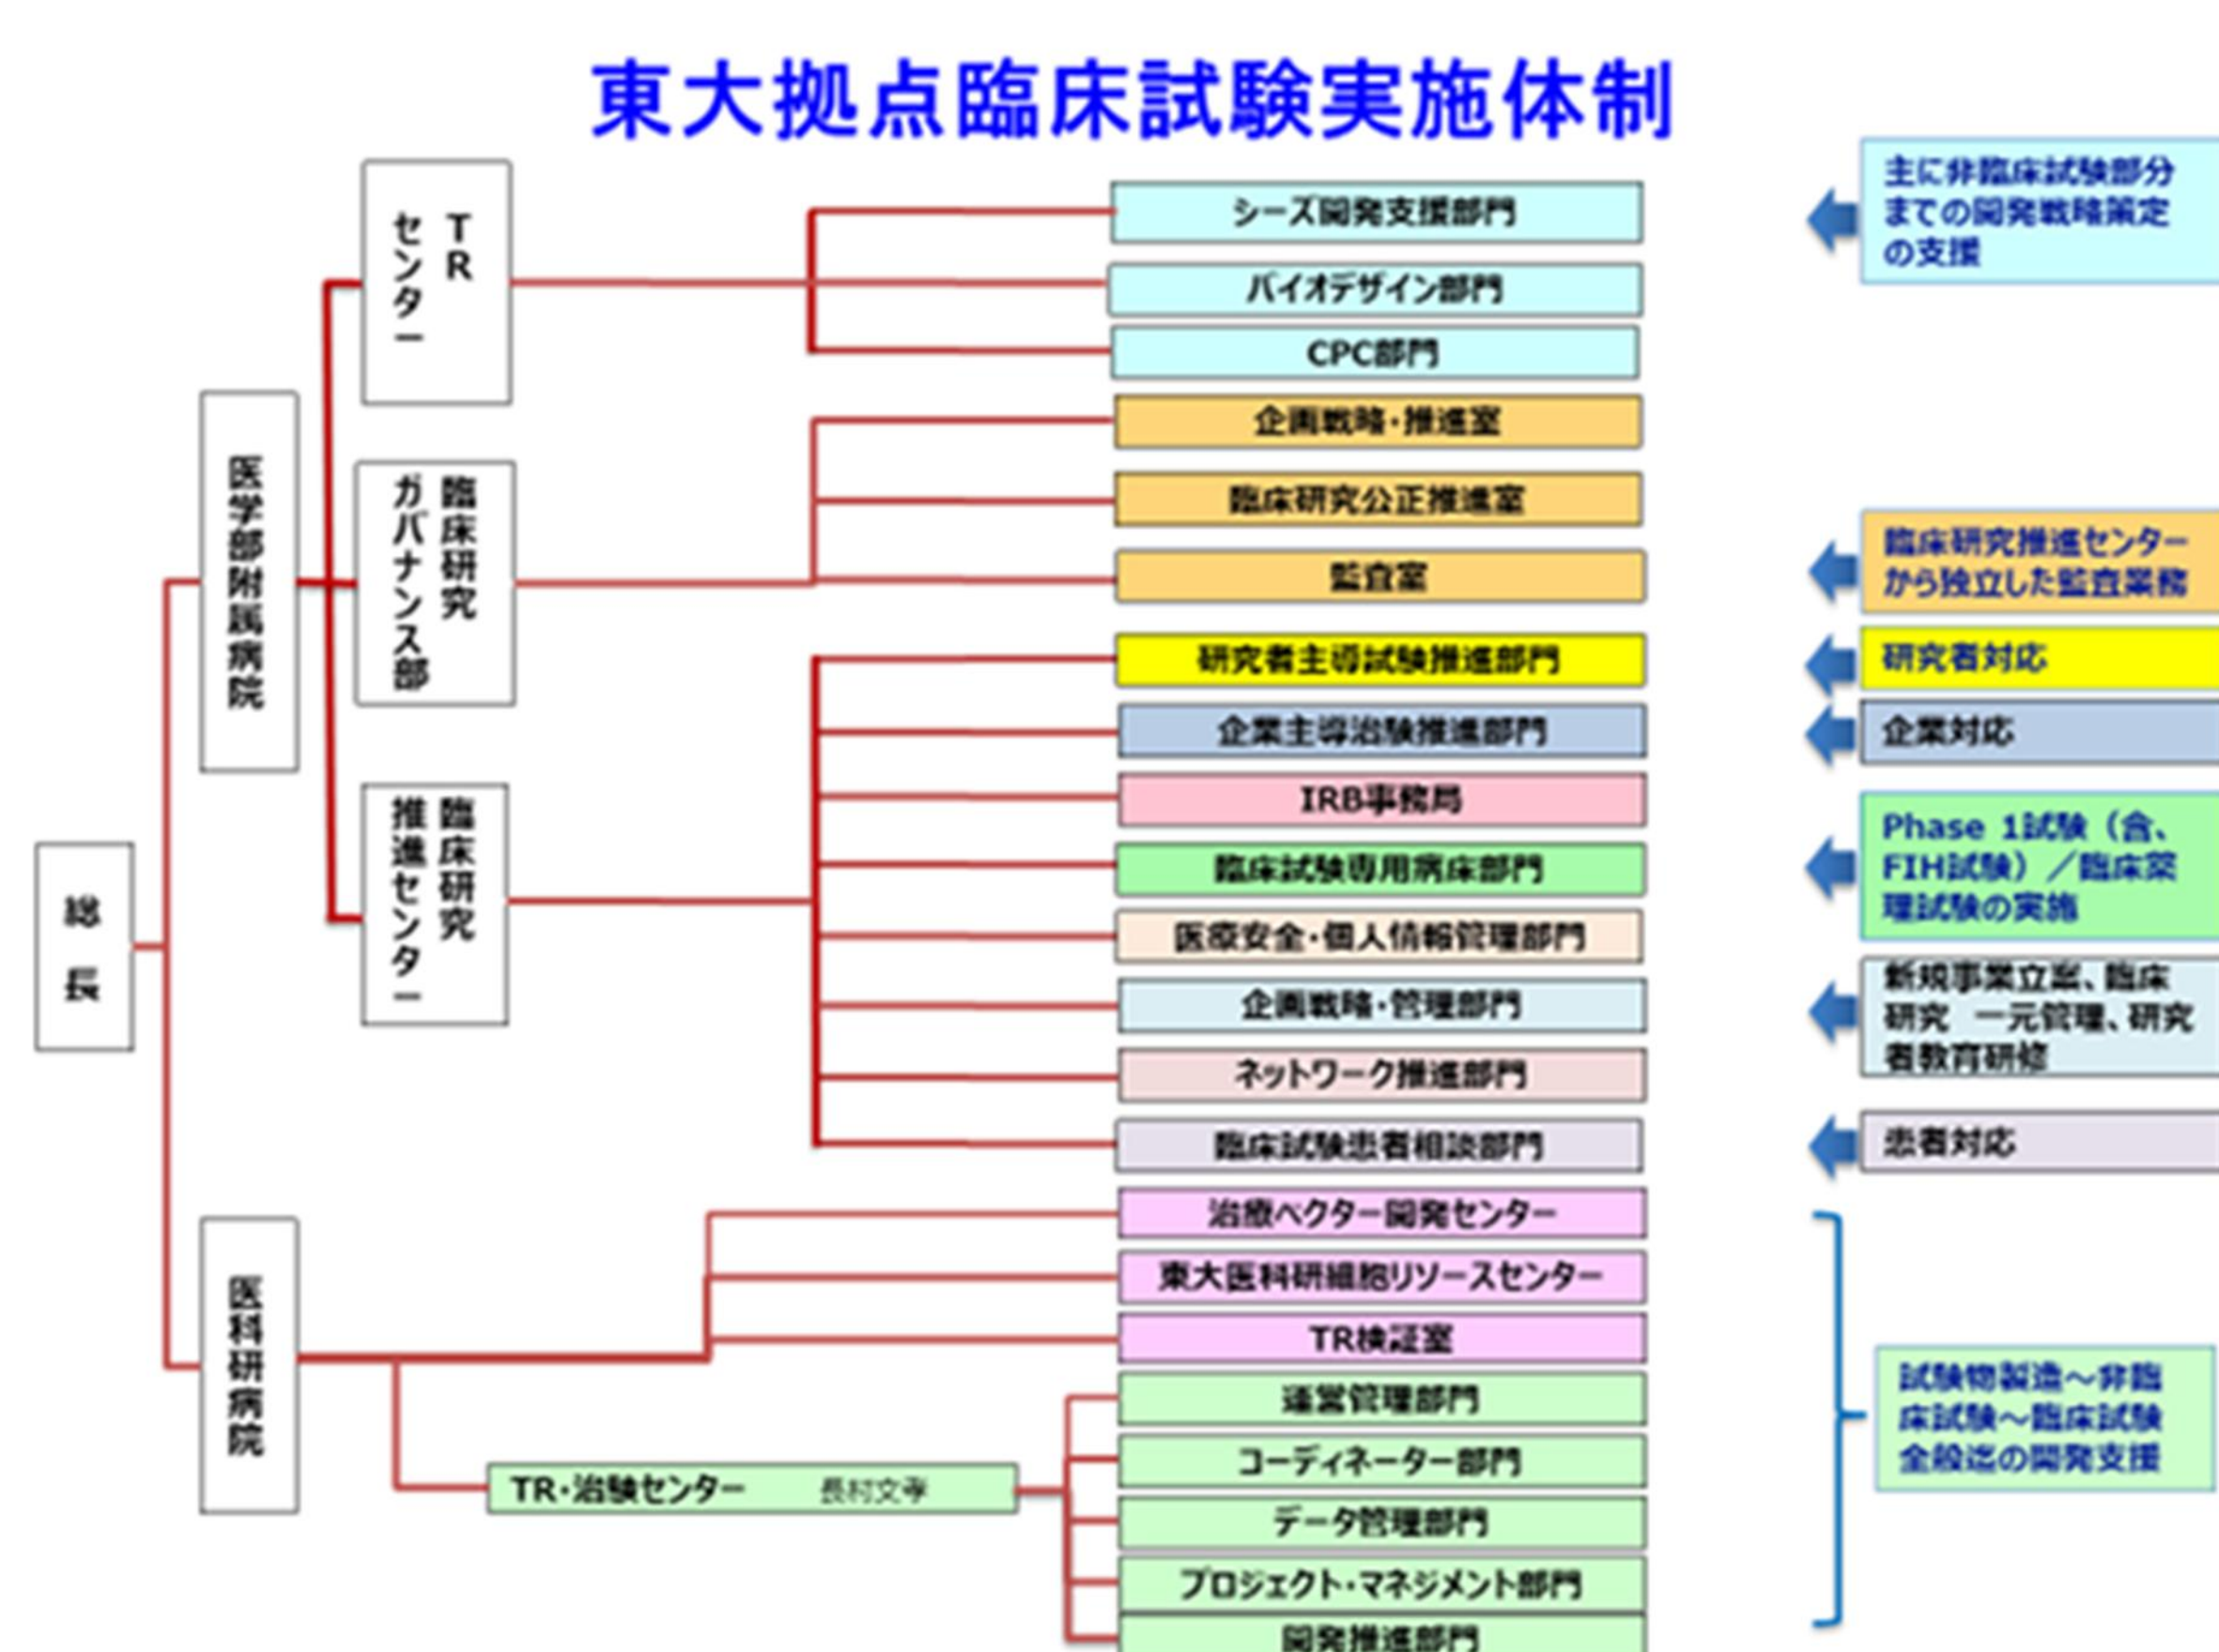 東大拠点臨床試験実施体制
総長
医学部附属病院
TR
センター
臨床研究
ガバナンス部
臨床研究
推進センター
シーズ開発支援部門
バイオデザイン部門
CPC部門
企画戦略・推進室
臨床研究公正推進室
監査室
研究者主導試験推進部門
企業主導治験推進部門
IRB事務局
臨床試験専用病床部門
医療安全・個人情報管理部門
企画戦略・管理部門
ネットワーク推進部門
臨床試験患者相談部門
主に非臨床試験部分
までの開発戦略策定
の支援
臨床研究推進センター
から独立した監査業務
研究者対応
企業対応
Phase 1試験（含、
FIH試験）／臨床薬
理試験の実施
新規事業立案、臨床
研究 一元管理、研究
者教育研修
患者対応
医科研病院
治療ベクター開発センター
東大医科研細胞リソースセンター
TR検証室
TR・治験センター 長村文孝
運営管理部門
コーディネーター部門
データ管理部門
プロジェクト・マネジメント部門
開発推進部門
試験物製造～非臨
床試験～臨床試験
全般迄の開発支援